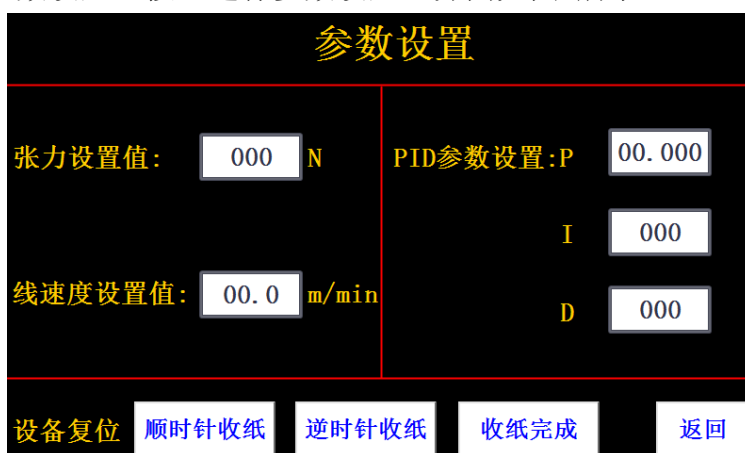 参数设置
张力设置值: 000 N
PID参数设置:P 00.000
I 000
线速度设置值: 00.0 m/min
D 000
设备复位 顺时针收纸 逆时针收纸 收纸完成 返回